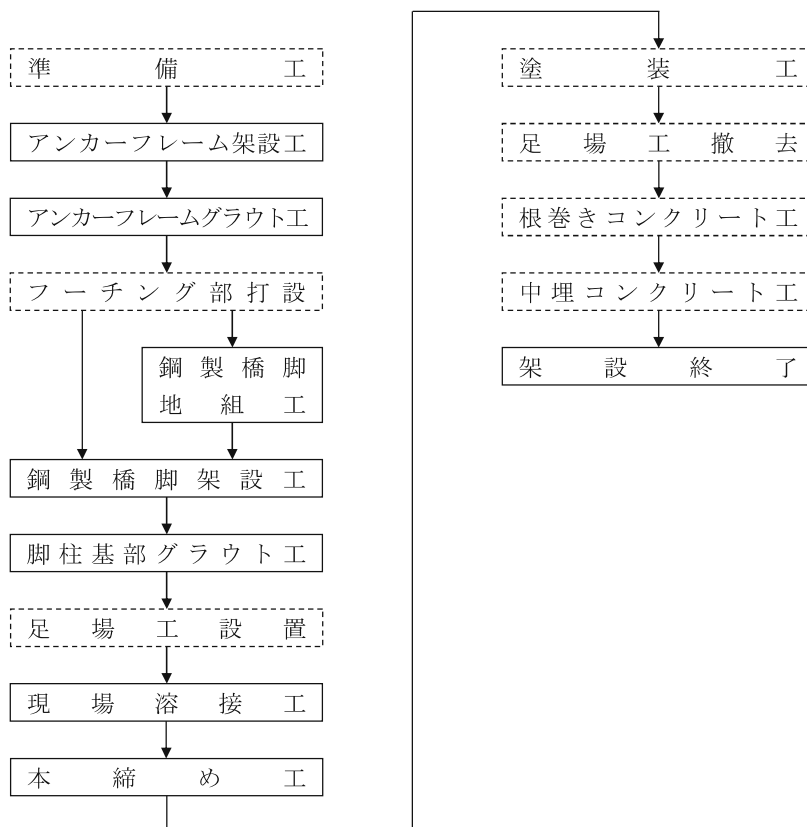 準備工
アンカーフレーム架設工
アンカーフレームグラウト工
フーチング部打設
鋼製橋脚
地組工
鋼製橋脚架設工
脚柱基部グラウト工
足場工設置
現場溶接工
本締め工
塗装工
足場工撤去
根巻きコンクリート工
中埋コンクリート工
架設終了